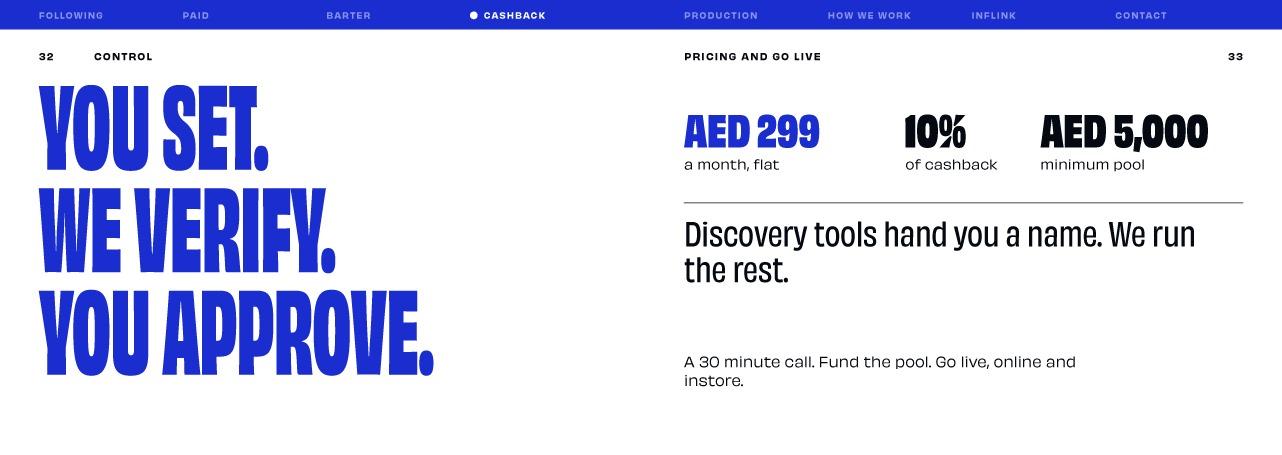 FOLLOWING
PAID
BARTER
CASHBACK
PRODUCTION
HOW WE WORK
INFLINK
CONTACT
32 CONTROL
YOU SET.
WE VERIFY.
YOU APPROVE.
PRICING AND GO LIVE 33
AED 299
a month, flat
10%
of cashback
AED 5,000
minimum pool
Discovery tools hand you a name. We run
the rest.
A 30 minute call. Fund the pool. Go live, online and
instore.